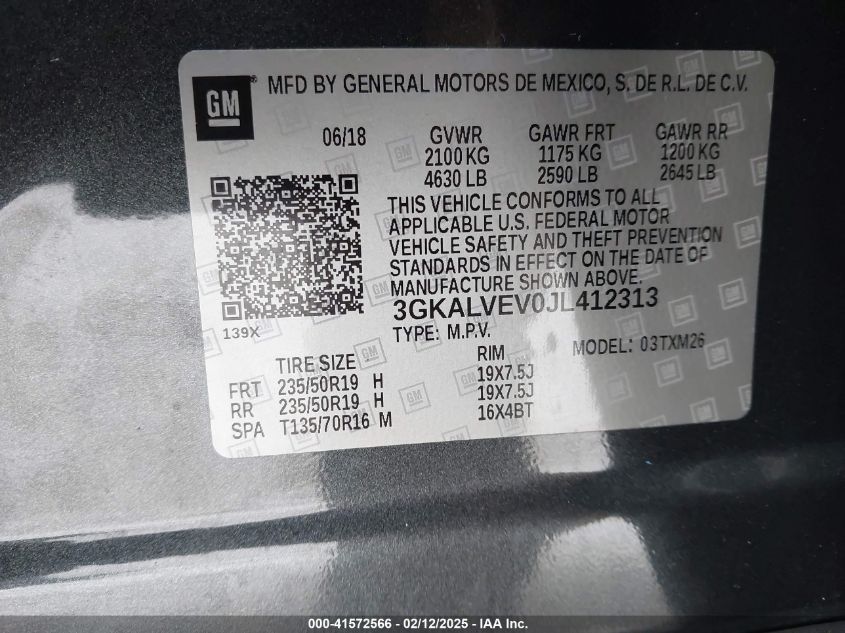 GM
®
MFD BY GENERAL MOTORS DE MEXICO, S. DE R.L. DE C.V.
06/18 GVWR GAWR FRT GAWR RR
2100 KG 1175 KG 1200 KG
4630 LB 2590 LB 2645 LB
THIS VEHICLE CONFORMS TO ALL
APPLICABLE U.S. FEDERAL MOTOR
VEHICLE SAFETY AND THEFT PREVENTION
STANDARDS IN EFFECT ON THE DATE OF
MANUFACTURE SHOWN ABOVE.
3GKALVEV0JL412313
139X TYPE: M.P.V. MODEL: 03TXM26
TIRE SIZE RIM
FRT 235/50R19 H 19X7.5J
RR 235/50R19 H 19X7.5J
SPA T135/70R16 M 16X4BT
000-41572566 - 02/12/2025 - IAA Inc.